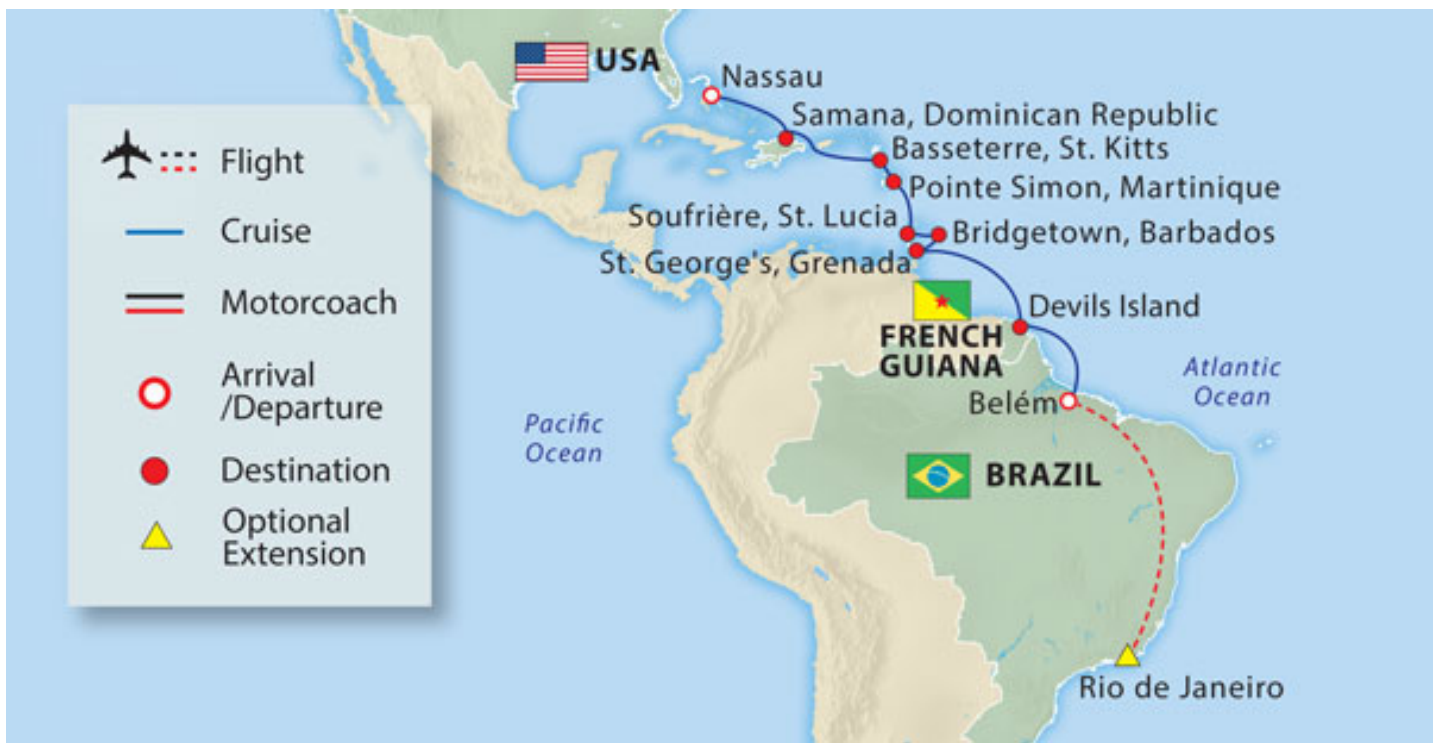 Flight
Cruise
Motorcoach
Arrival
/Departure
Destination
Optional
Extension
USA
Nassau
Samana, Dominican Republic
Basseterre, St. Kitts
Pointe Simon, Martinique
Soufrière, St. Lucia
Bridgetown, Barbados
St. George's, Grenada
Devils Island
FRENCH
GUIANA
Atlantic
Ocean
Belém
Pacific
Ocean
BRAZIL
Rio de Janeiro